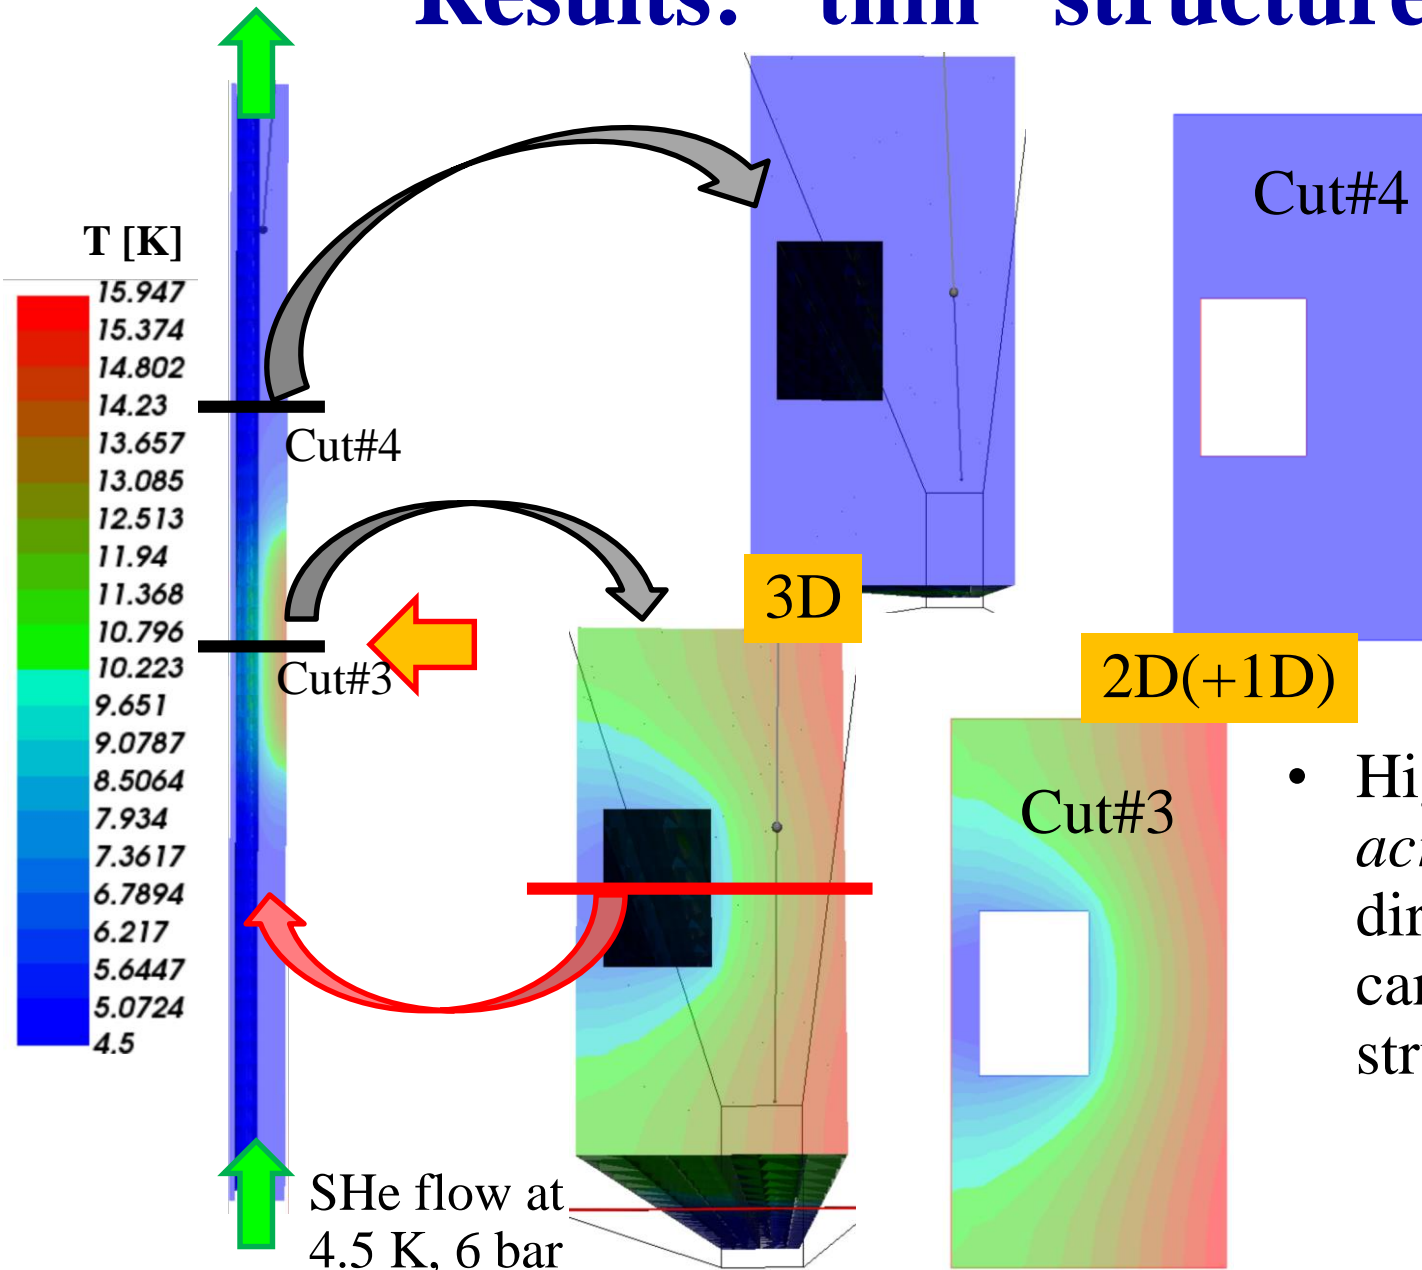 Results: "thin" structure
T [K]
15.947
15.374
14.802
14.23
13.657
13.085
12.513
11.94
11.368
10.796
10.223
9.651
9.0787
8.5064
7.934
7.3617
6.7894
6.217
5.6447
5.0724
4.5
Cut#4
Cut#3
SHe flow at
4.5 K, 6 bar
3D
Cut#4
2D(+1D)
Cut#3
•